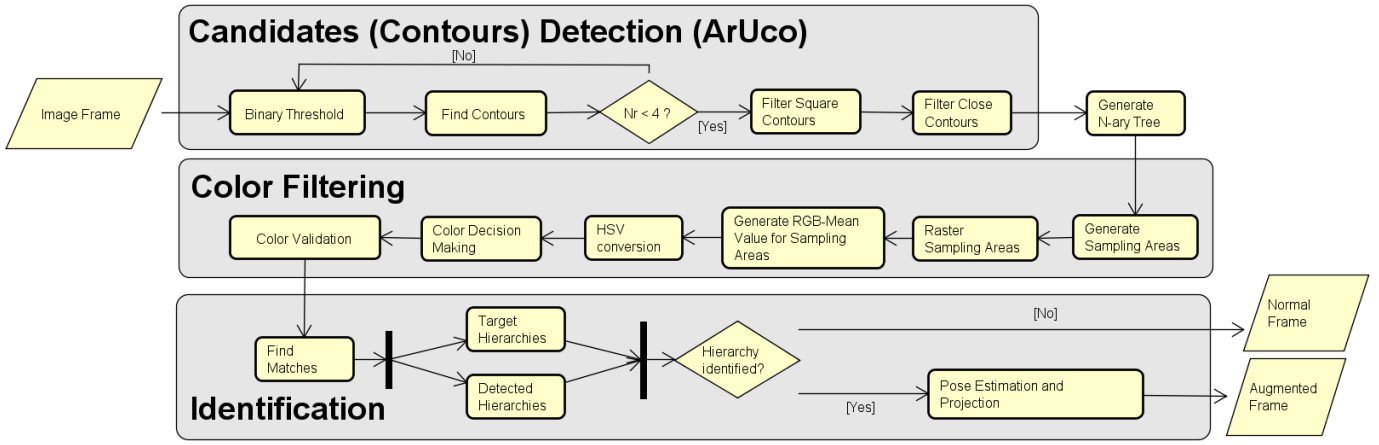 Candidates (Contours) Detection (ArUco)
[No]
Image Frame
Binary Threshold
Find Contours
Nr < 4 ?
[Yes]
Filter Square
Contours
Filter Close
Contours
Generate
N-ary Tree
Color Filtering
Color Validation
Color Decision
Making
HSV
conversion
Generate RGB-Mean
Value for Sampling
Areas
Raster
Sampling Areas
Generate
Sampling Areas
Find
Matches
Target
Hierarchies
Detected
Hierarchies
Hierarchy
identified?
[No]
Normal
Frame
[Yes]
Pose Estimation and
Projection
Augmented
Frame
Identification